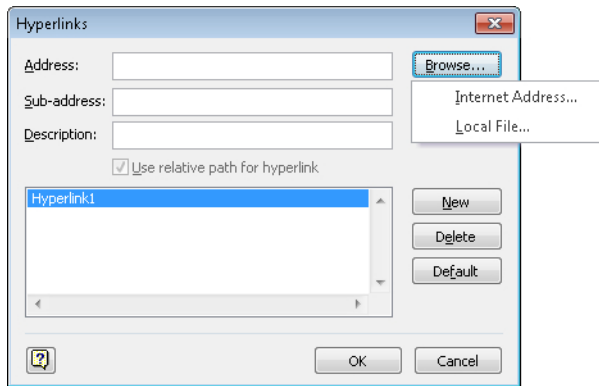 Hyperlinks
Address:
Browse...
Internet Address...
Sub-address:
Local File...
Description:
Use relative path for hyperlink
Hyperlink1
New
Delete
Default
?
OK
Cancel